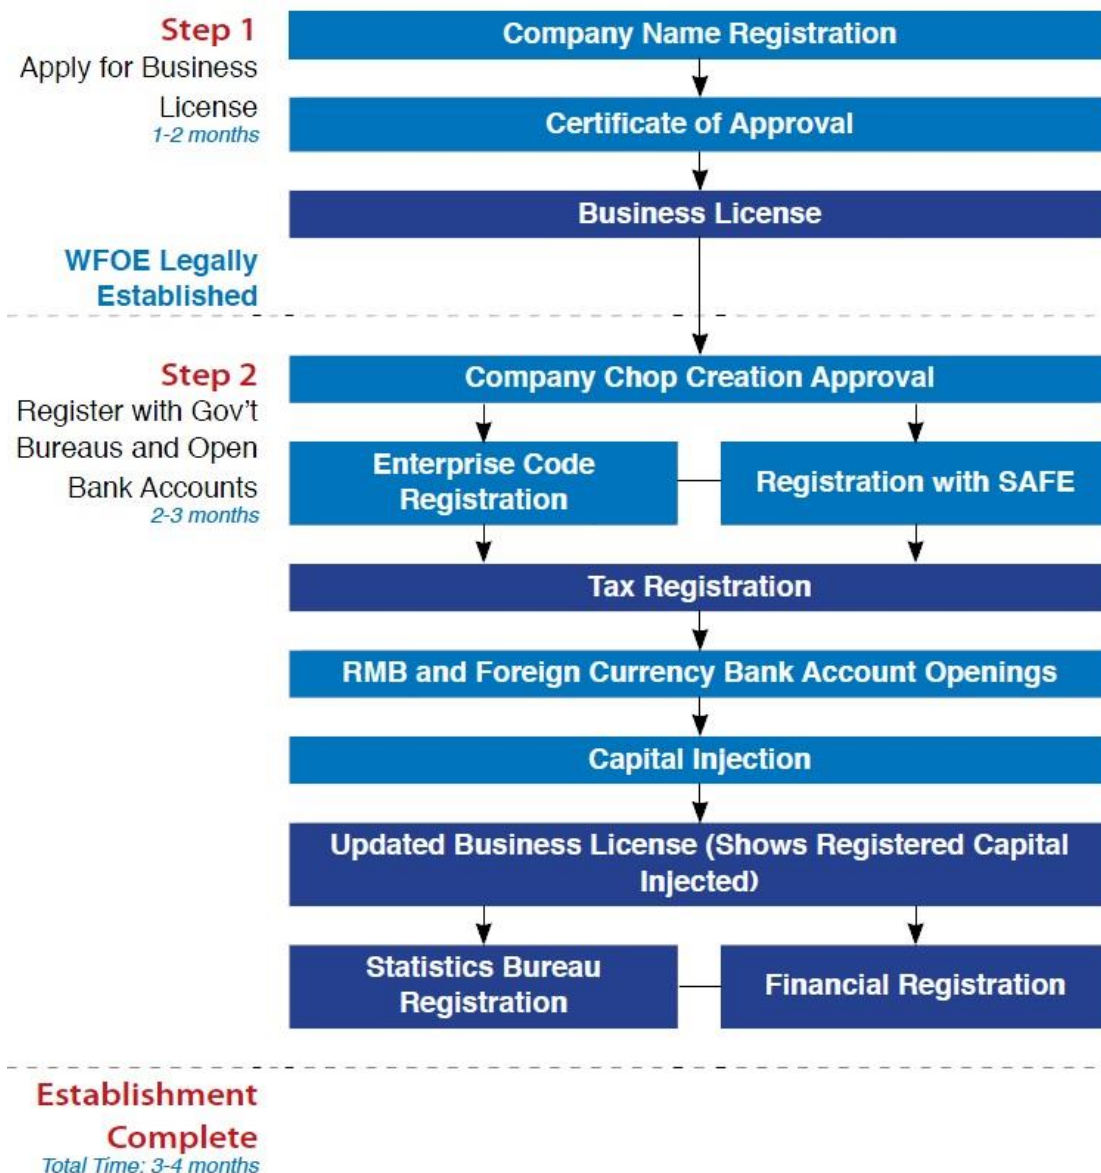 Step 1
Apply for Business
License
1-2 months
Company Name Registration
Certificate of Approval
Business License
WFOE Legally
Established
Step 2
Register with Gov't
Bureaus and Open
Bank Accounts
2-3 months
Company Chop Creation Approval
Enterprise Code
Registration
Registration with SAFE
Tax Registration
RMB and Foreign Currency Bank Account Openings
Capital Injection
Updated Business License (Shows Registered Capital
Injected)
Statistics Bureau
Registration
Financial Registration
Establishment
Complete
Total Time: 3-4 months